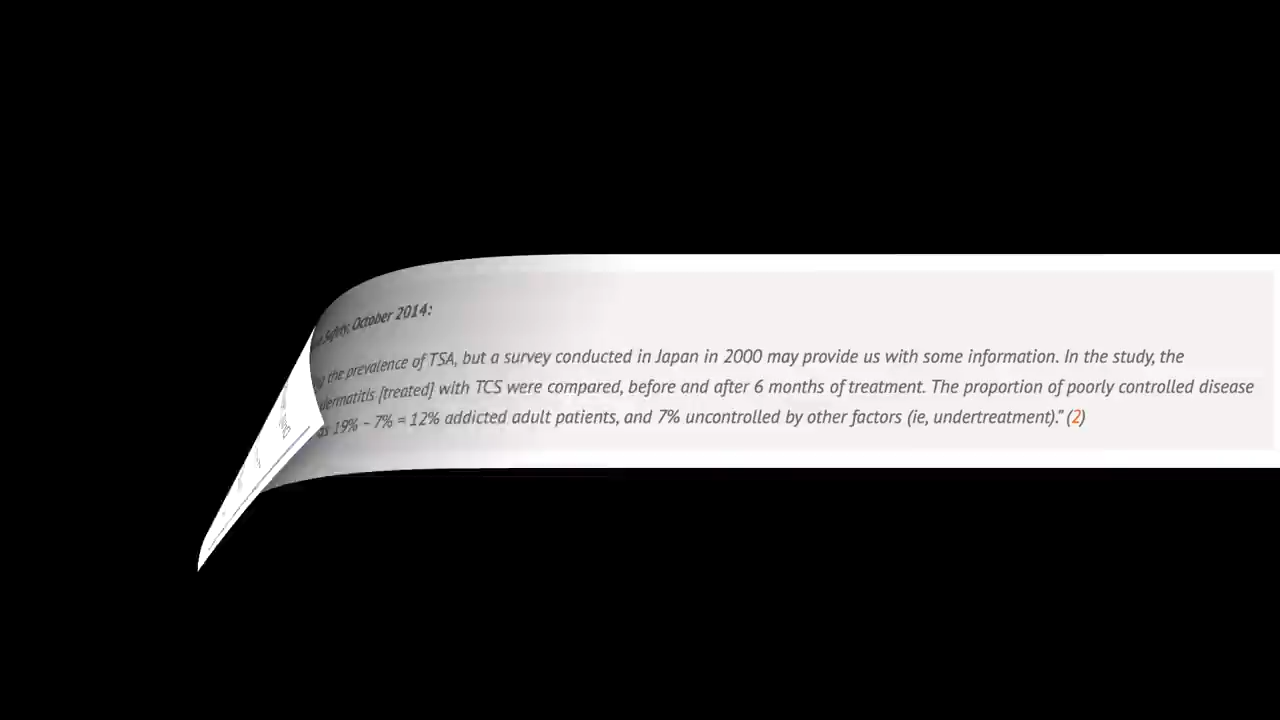 Safety, October 2014:
the prevalence of TSA, but a survey conducted in Japan in 2000 may provide us with some information. In the study, the
[treated] with TCS were compared, before and after 6 months of treatment. The proportion of poorly controlled disease
19% – 7% = 12% addicted adult patients, and 7% uncontrolled by other factors (ie, undertreatment).” (2)